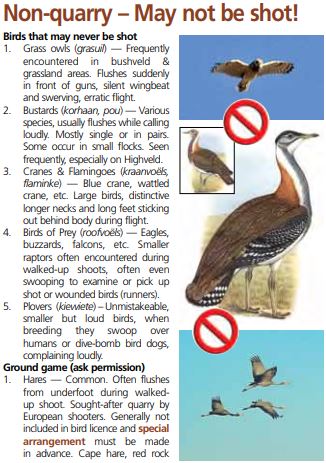 Non-quarry – May not be shot!
Birds that may never be shot
1. Grass owls (grasuil) — Frequently
encountered in bushveld &
grassland areas. Flushes suddenly
in front of guns, silent wingbeat
and swerving, erratic flight.
2. Bustards (korhaan, pou) — Various
species, usually flushes while calling
loudly. Mostly single or in pairs.
Some occur in small flocks. Seen
frequently, especially on Highveld.
3. Cranes & Flamingoes (kraanvoëls,
flaminke) — Blue crane, wattled
crane, etc. Large birds, distinctive
longer necks and long feet sticking
out behind body during flight.
4. Birds of Prey (roofvoëls) — Eagles,
buzzards, falcons, etc. Smaller
raptors often encountered during
walked-up shoots, often even
swooping to examine or pick up
shot or wounded birds (runners).
5. Plovers (kiewiete) – Unmistakeable,
smaller but loud birds, when
breeding they swoop over
humans or dive-bomb bird dogs,
complaining loudly.
Ground game (ask permission)
1. Hares — Common. Often flushes
from underfoot during walked-
up shoot. Sought-after quarry by
European shooters. Generally not
included in bird licence and special
arrangement must be made
in advance. Cape hare, red rock